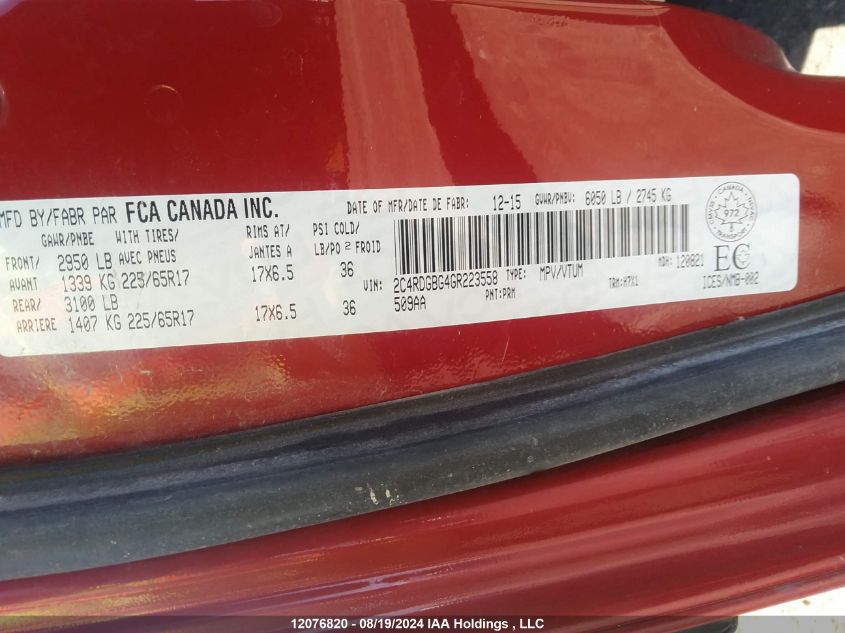 MFD BY/FABR PAR FCA CANADA INC. DATE OF MFR/DATE DE FABR: 12-15 GVWR/PNBV: 6050 LB / 2745 KG
GAWR/PNBE WITH TIRES/ RIMS AT/ PSI COLD/
FRONT/ 2950 LB AVEC PNEUS JANTES A LB/PO2 FROID
AVANT 1339 KG 225/65R17 17X6.5 36
REAR/ 3100 LB
ARRIERE 1407 KG 225/65R17 17X6.5 36
VIN: 2C4RDGBG4GR223558 TYPE: MPV/VTUM MDH: 120821
509AA PNT:PRM TRM:H7X1 ICES/NMB-002
CANADA
972
TRANSPORT
EC
12076820 - 08/19/2024 IAA Holdings , LLC